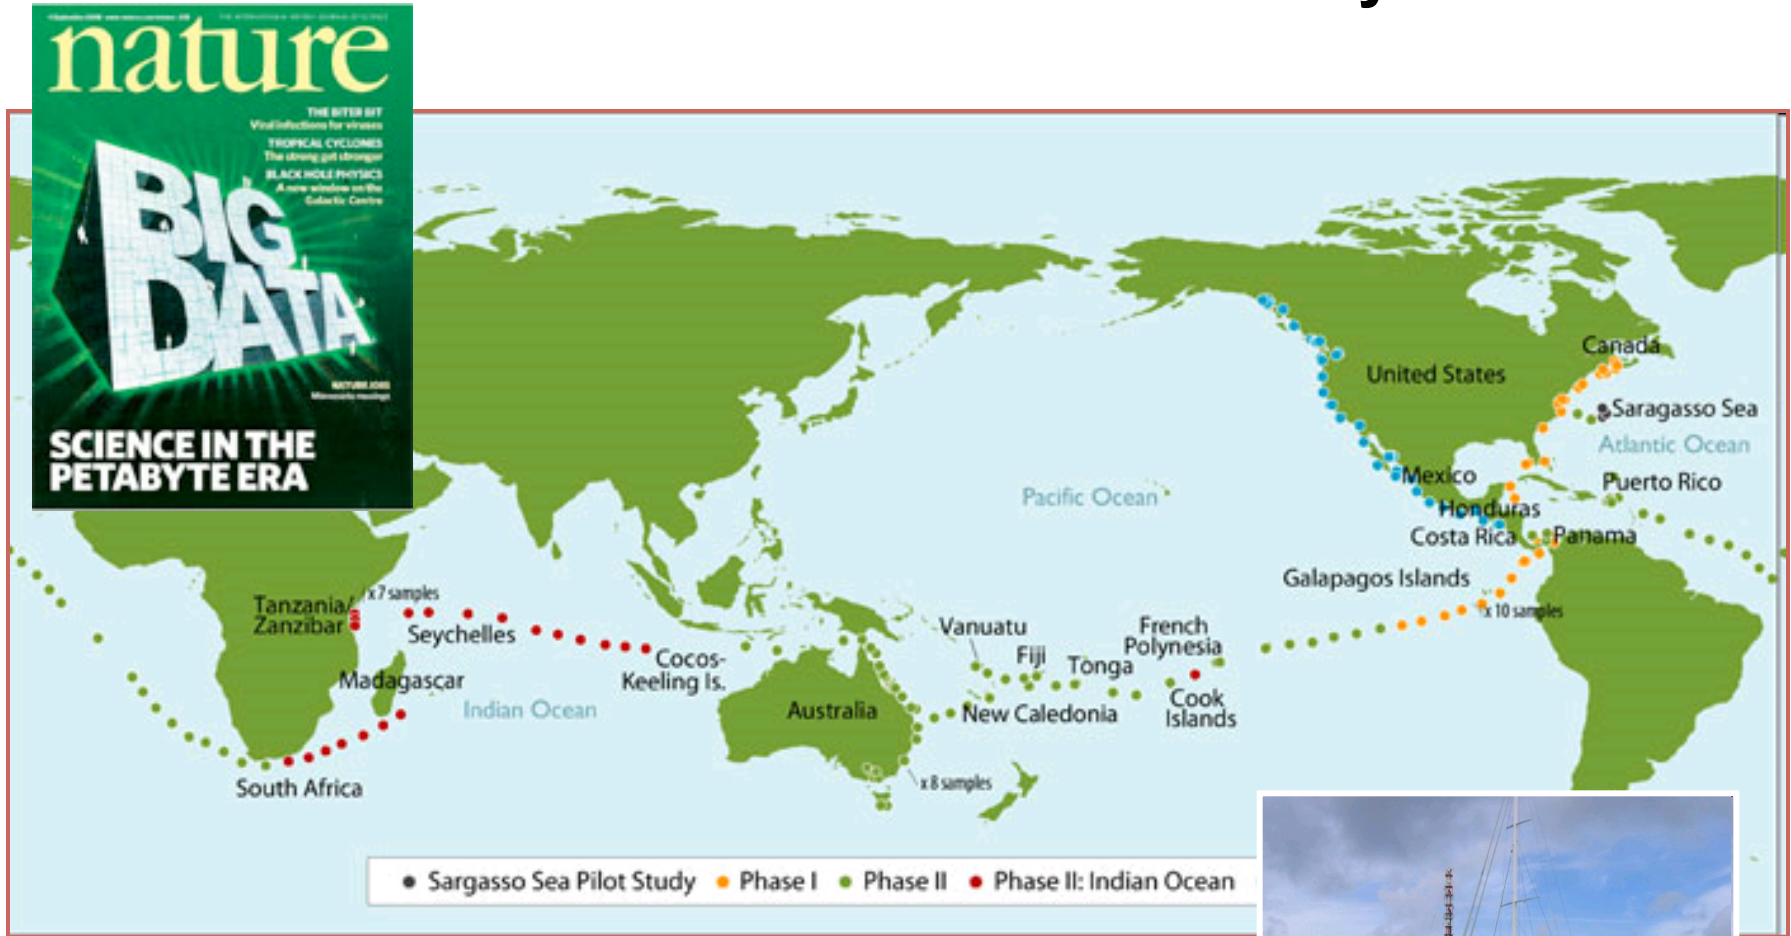 nature
THE BITER BIT
Viral infections for viruses
TROPICAL CYCLONES
The strong get stronger
BLACK HOLE PHYSICS
A new window on the
Galactic Centre
BIG
DATA
NATURE JOBS
Minnesota musings
SCIENCE IN THE
PETABYTE ERA
Canada
United States
Saragasso Sea
Atlantic Ocean
Mexico
Puerto Rico
Pacific Ocean
Honduras
Costa Rica
Panama
Galapagos Islands
x 10 samples
x 7 samples
Tanzania/
Zanzibar
Seychelles
Cocos-
Keeling Is.
Madagascar
Indian Ocean
Vanuatu
Fiji
Tonga
French
Polynesia
Cook
Islands
Australia
New Caledonia
x 8 samples
South Africa
Sargasso Sea Pilot Study
Phase I
Phase II
Phase II: Indian Ocean